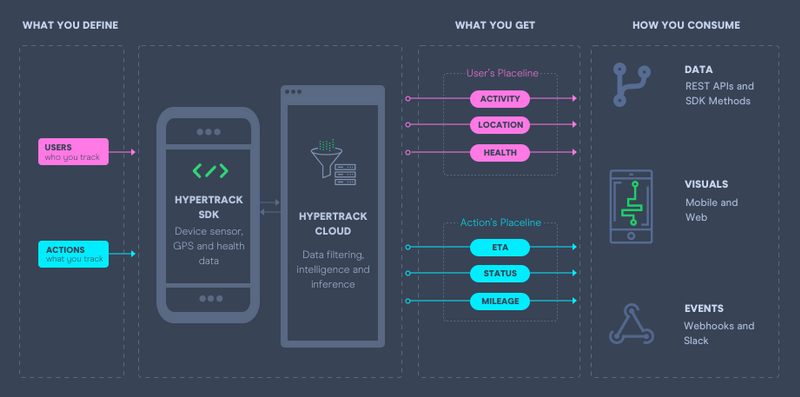 WHAT YOU DEFINE
WHAT YOU GET
HOW YOU CONSUME
USERS
who you track
ACTIONS
what you track
HYPERTRACK
SDK
Device sensor,
GPS and health
data
HYPERTRACK
CLOUD
Data filtering,
intelligence and
inference
User's Placeline
ACTIVITY
LOCATION
HEALTH
Action's Placeline
ETA
STATUS
MILEAGE
DATA
REST APIs and
SDK Methods
VISUALS
Mobile and
Web
EVENTS
Webhooks and
Slack